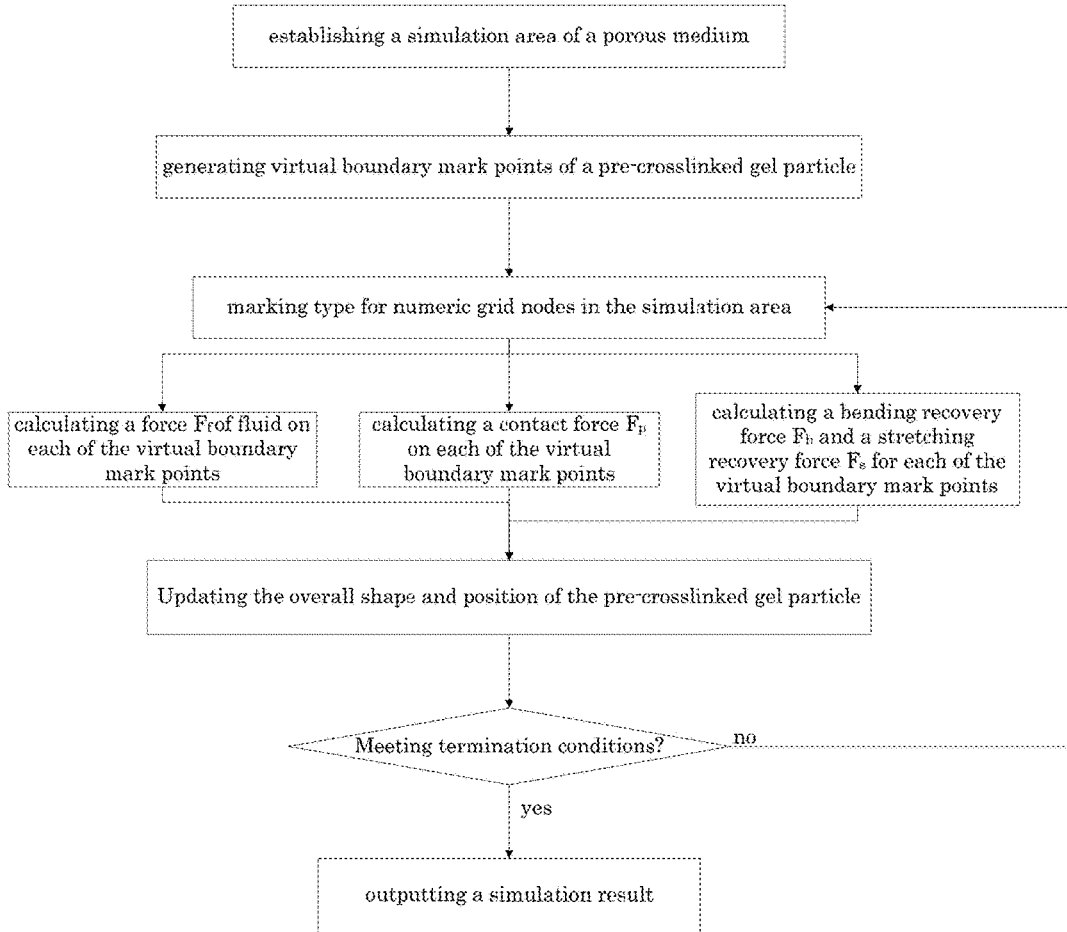 establishing a simulation area of a porous medium
generating virtual boundary mark points of a pre-crosslinked gel particle
marking type for numeric grid nodes in the simulation area
calculating a force Ffof fluid on
each of the virtual boundary
mark points
calculating a contact force Fp
on each of the virtual
boundary mark points
calculating a bending recovery
force Fb and a stretching
recovery force Fs for each of the
virtual boundary mark points
Updating the overall shape and position of the pre-crosslinked gel particle
Meeting termination conditions?
no
yes
outputting a simulation result